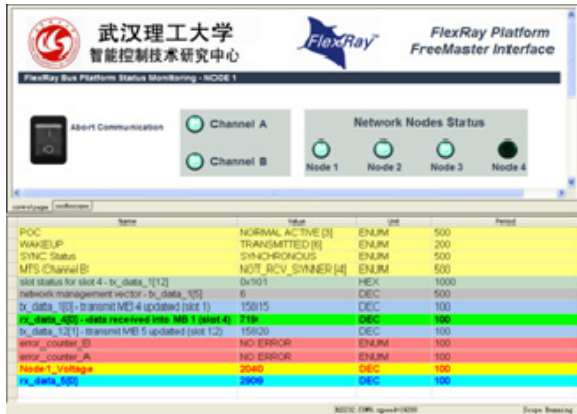 武汉理工大学
智能控制技术研究中心
FlexRay
FlexRay Platform
FreeMaster Interface
FlexRay Bus Platform Status Monitoring - NODE 1
Abort Communication
Channel A
Channel B
Network Nodes Status
Node 1 Node 2 Node 3 Node 4
control page
Name Value Unit Period
POC NORMAL ACTIVE [3] ENUM 500
WAKEUP TRANSMITTED [6] ENUM 200
SYNC Status SYNCHRONOUS ENUM 500
MTS (Channel B) NOT_RCV_SYNNER [4] ENUM 500
slot status for slot 4 - tx_data_1[12] 0x101 HEX 1000
network management vector - tx_data_1[5] 6 DEC 500
tx_data_1[0] - transmit MB 4 updated (slot 1) 15815 DEC 100
rx_data_4[0] - data received into MB 1 (slot 4) 719 DEC 100
tx_data_12[1] - transmit MB 5 updated (slot 12) 15820 DEC 100
error_counter_B NO ERROR ENUM 100
error_counter_A NO ERROR ENUM 100
Node1_Voltage 2040 DEC 100
rx_data_5[0] 2909 DEC 100
Scope Running